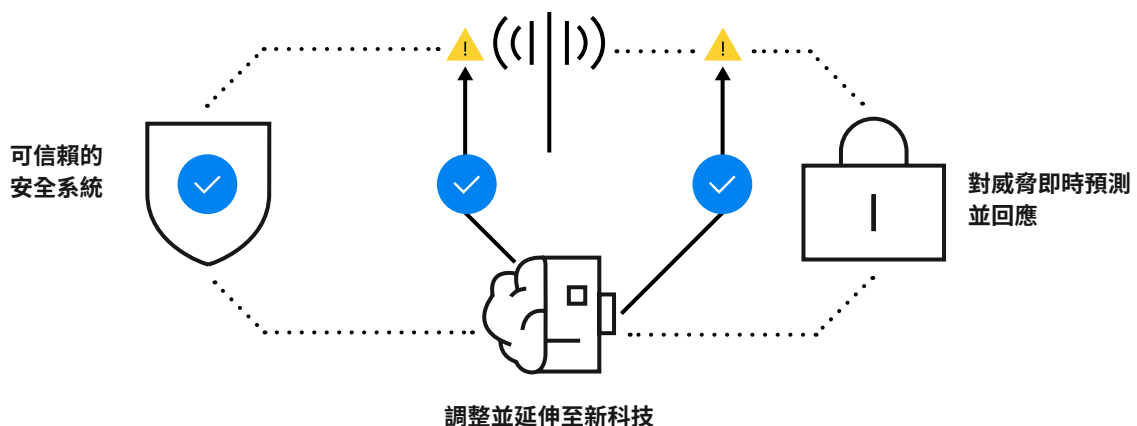 可信賴的
安全系統
對威脅即時預測
並回應
調整並延伸至新科技